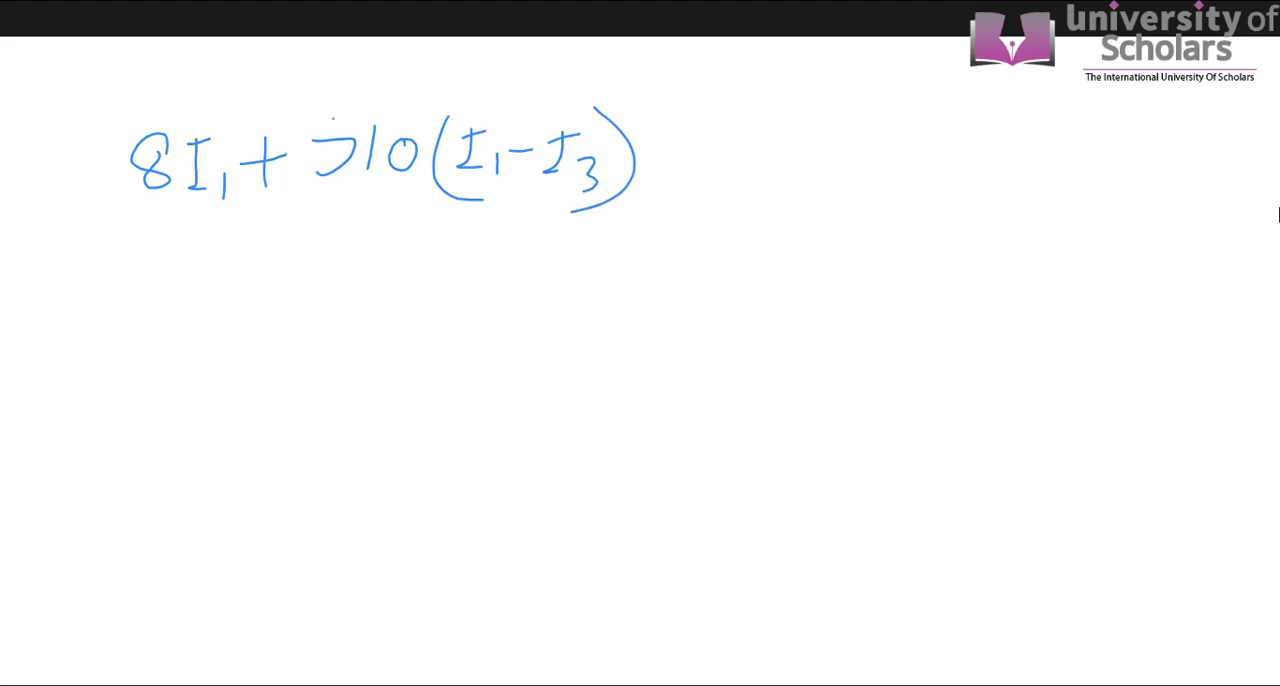 University of
Scholars
The International University Of Scholars
8I₁ + j10(I₁ - I₃)